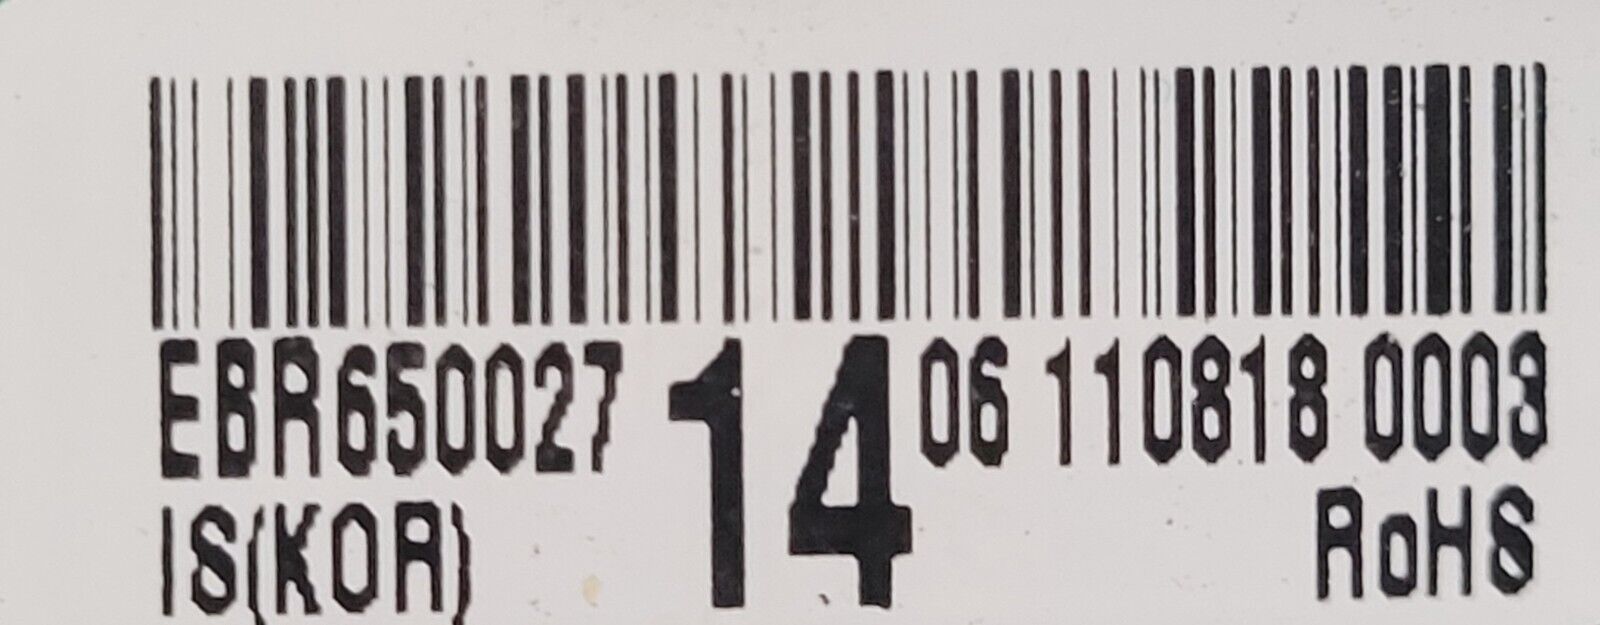 EBR650027 14 06 110818 0003
IS(KOR) RoHS